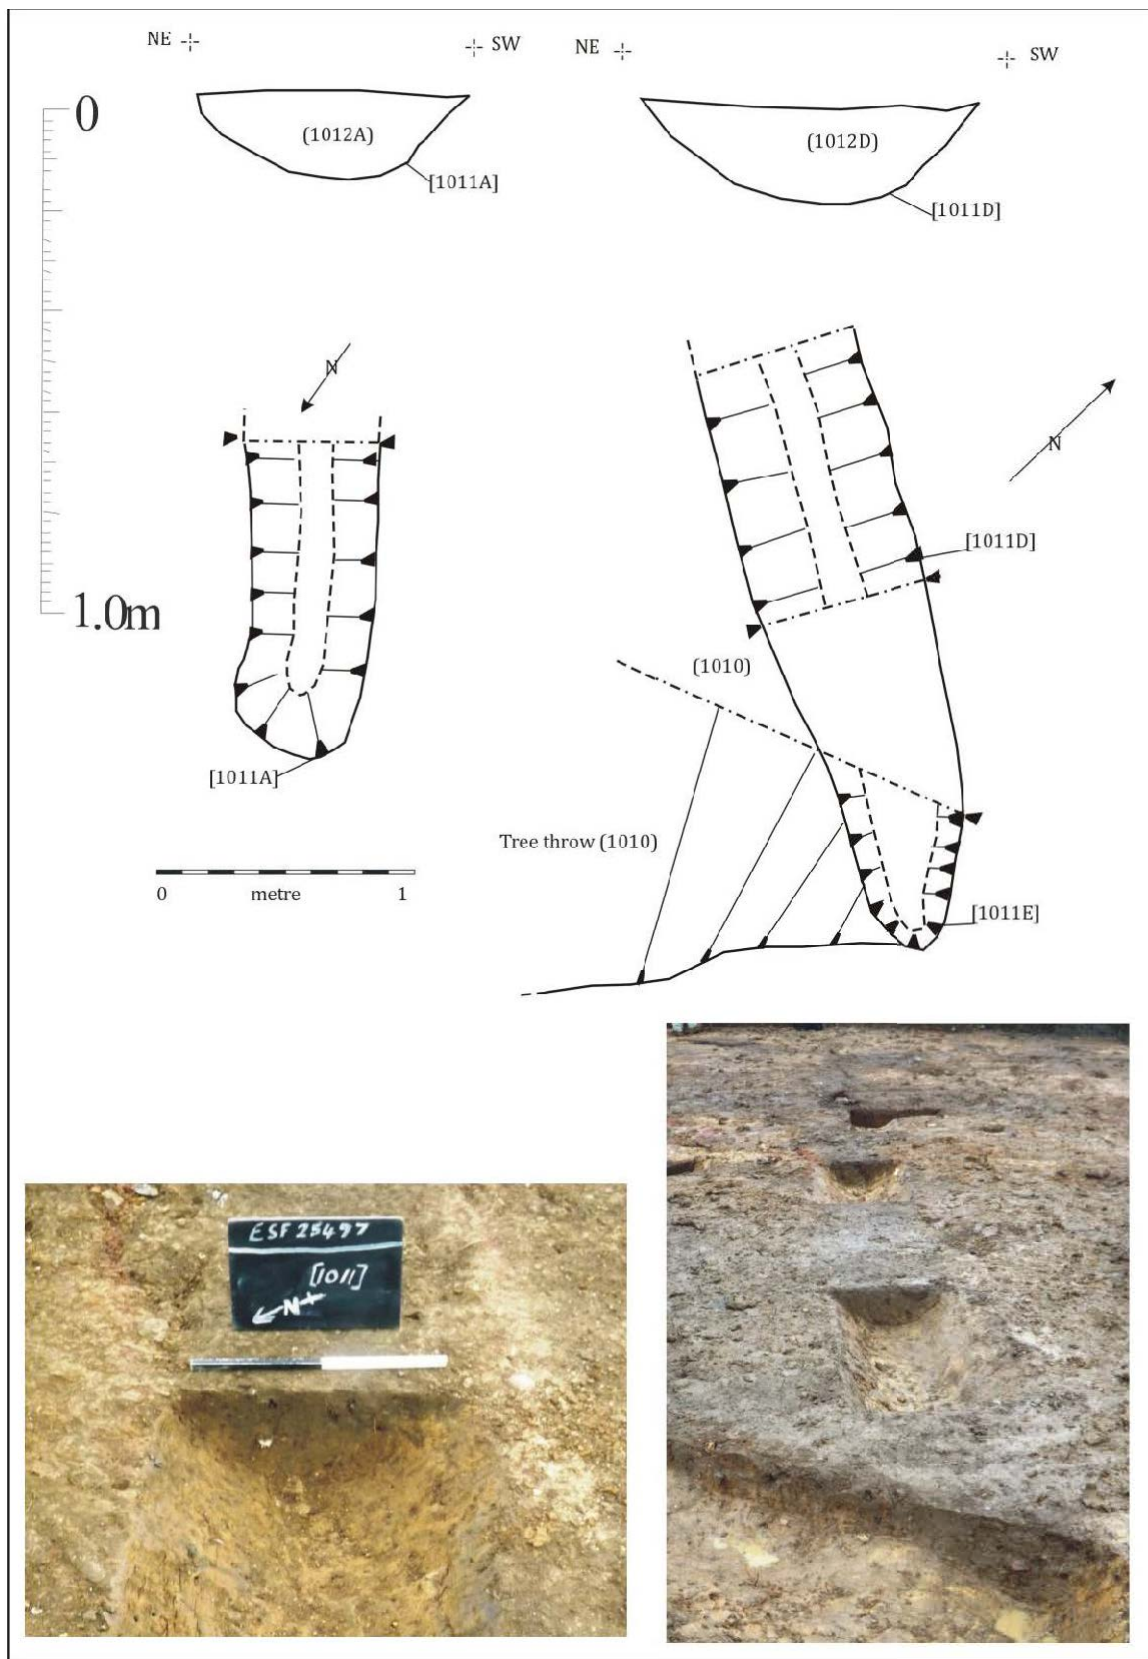 NE
SW
NE
SW
0
(1012A)
(1012D)
[1011A]
[1011D]
N
N
[1011D]
1.0m
(1010)
[1011A]
Tree throw (1010)
0 metre 1
[1011E]
ESF 25497
[1011]
N